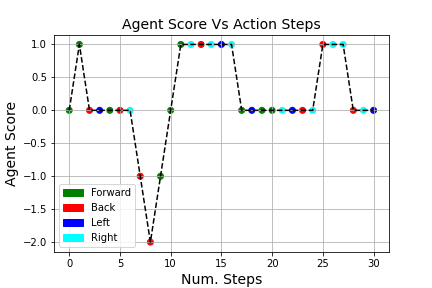 Agent Score Vs Action Steps
Agent Score
1.0
0.5
0.0
−0.5
−1.0
−1.5
−2.0
Forward
Back
Left
Right
0 5 10 15 20 25 30
Num. Steps